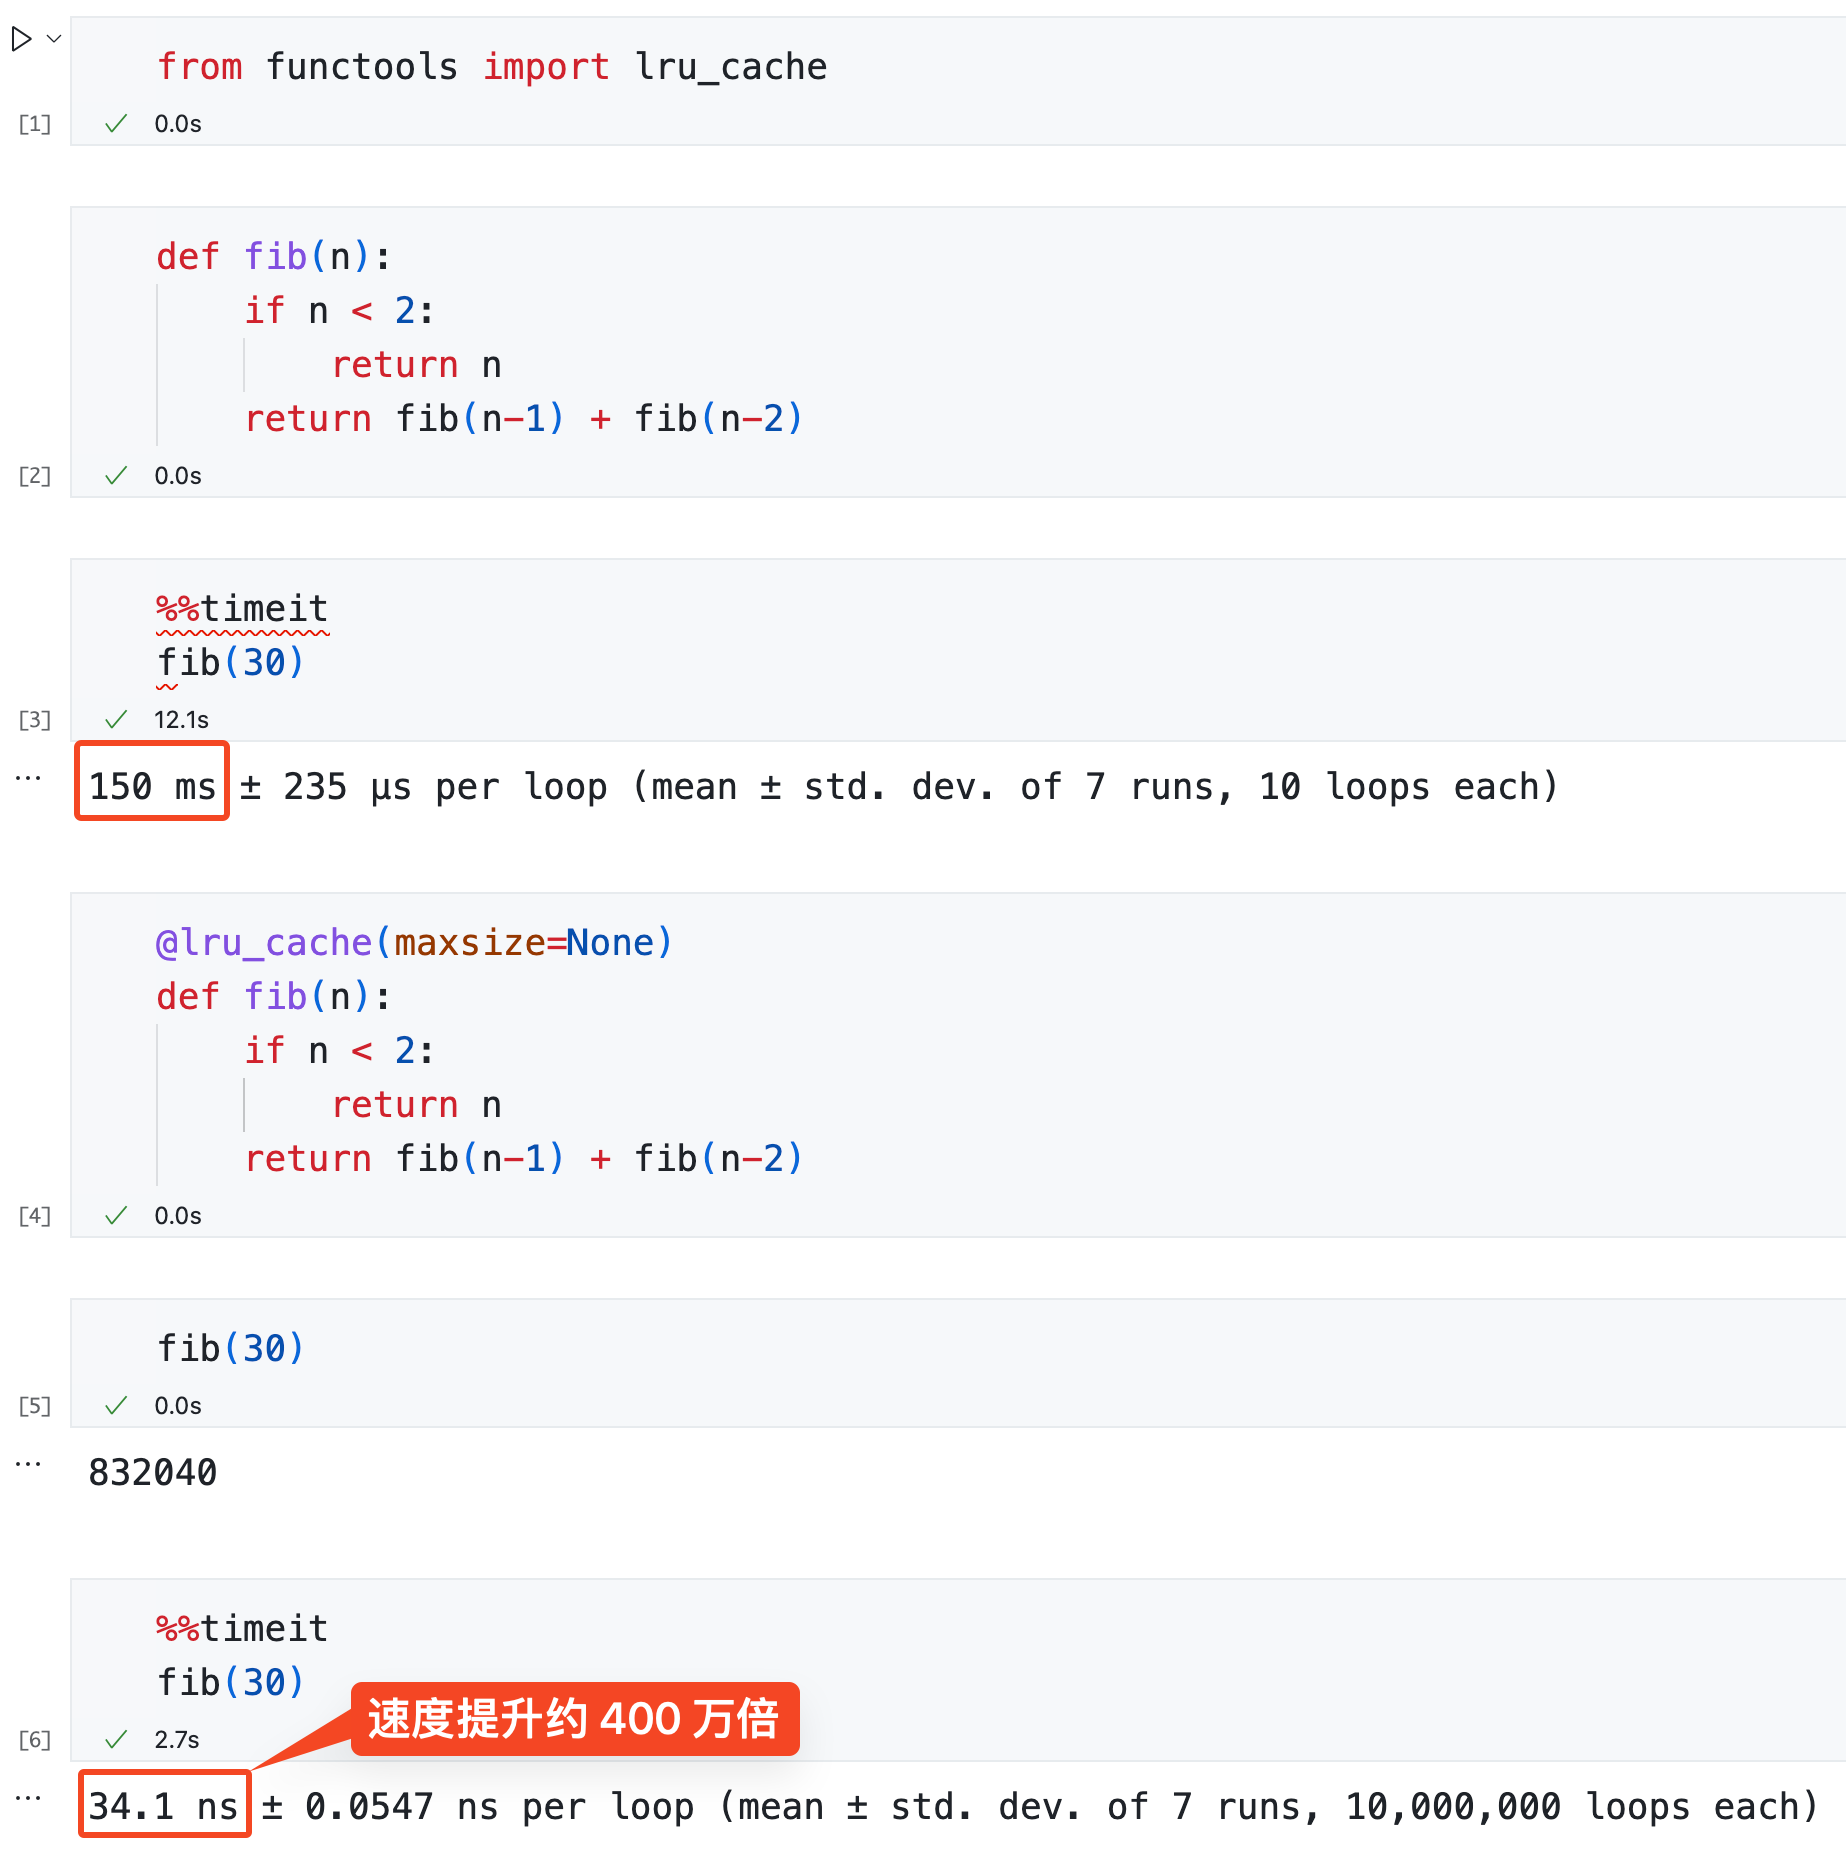 from functools import lru_cache
[1] 0.0s
def fib(n):
if n < 2:
return n
return fib(n-1) + fib(n-2)
[2] 0.0s
%%timeit
fib(30)
[3] 12.1s
... 150 ms ± 235 µs per loop (mean ± std. dev. of 7 runs, 10 loops each)
@lru_cache(maxsize=None)
def fib(n):
if n < 2:
return n
return fib(n-1) + fib(n-2)
[4] 0.0s
fib(30)
[5] 0.0s
... 832040
%%timeit
fib(30)
速度提升约 400 万倍
[6] 2.7s
... 34.1 ns ± 0.0547 ns per loop (mean ± std. dev. of 7 runs, 10,000,000 loops each)